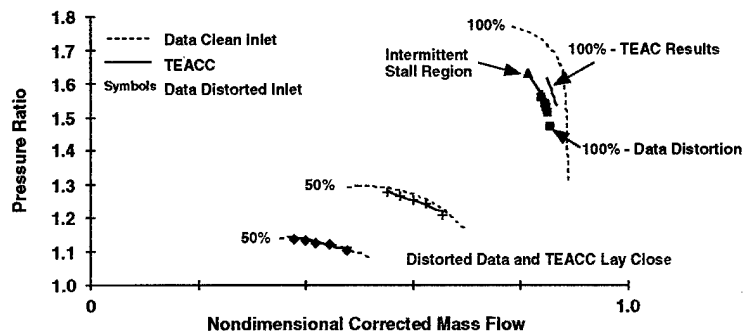 1.8
1.7
1.6
1.5
1.4
1.3
1.2
1.1
1.0
Pressure Ratio
Data Clean Inlet
TEACC
Symbols Data Distorted Inlet
100%
Intermittent
Stall Region
100% - TEAC Results
100% - Data Distortion
50%
50%
Distorted Data and TEACC Lay Close
0
1.0
Nondimensional Corrected Mass Flow